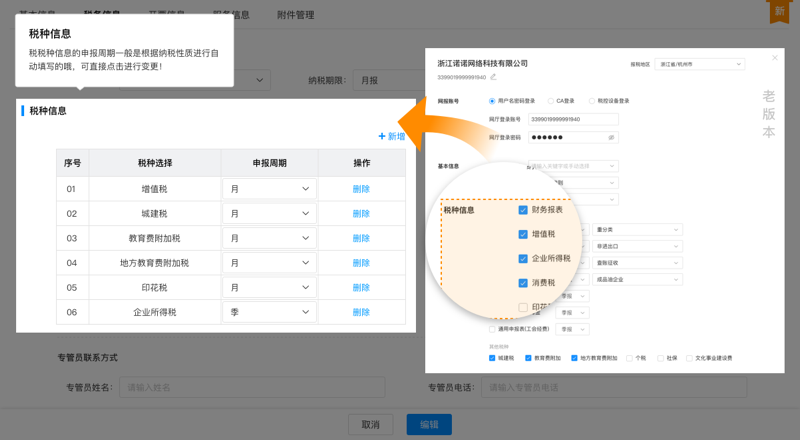 基本信息
税务信息
开票信息
服务信息
附件管理
新
税种信息
税税种信息的申报周期一般是根据纳税性质进行自
动填写的哦，可直接点击进行变更！
纳税期限：
月报
税种信息
+ 新增
序号 税种选择 申报周期 操作
01 增值税 月 删除
02 城建税 月 删除
03 教育费附加税 月 删除
04 地方教育费附加税 月 删除
05 印花税 月 删除
06 企业所得税 季 删除
浙江诺诺网络科技有限公司
3399019999991940
报税地区 浙江省/杭州市
老版本
网报账号 用户名密码登录 CA登录 税控设备登录
网厅登录账号 3399019999991940
网厅登录密码 ●●●●●●
基本信息
请输入关键字或手动选择
税种信息
财务报表
增值税
企业所得税
消费税
印花
重分类
非进出口
查账征收
成品油企业
季报
季报
通用申报表(工会经费) 季报
其他税种
城建税 教育费附加 地方教育费附加 个税 社保 文化事业建设费
专管员联系方式
专管员姓名： 请输入姓名
专管员电话： 请输入专管员电话
取消 编辑